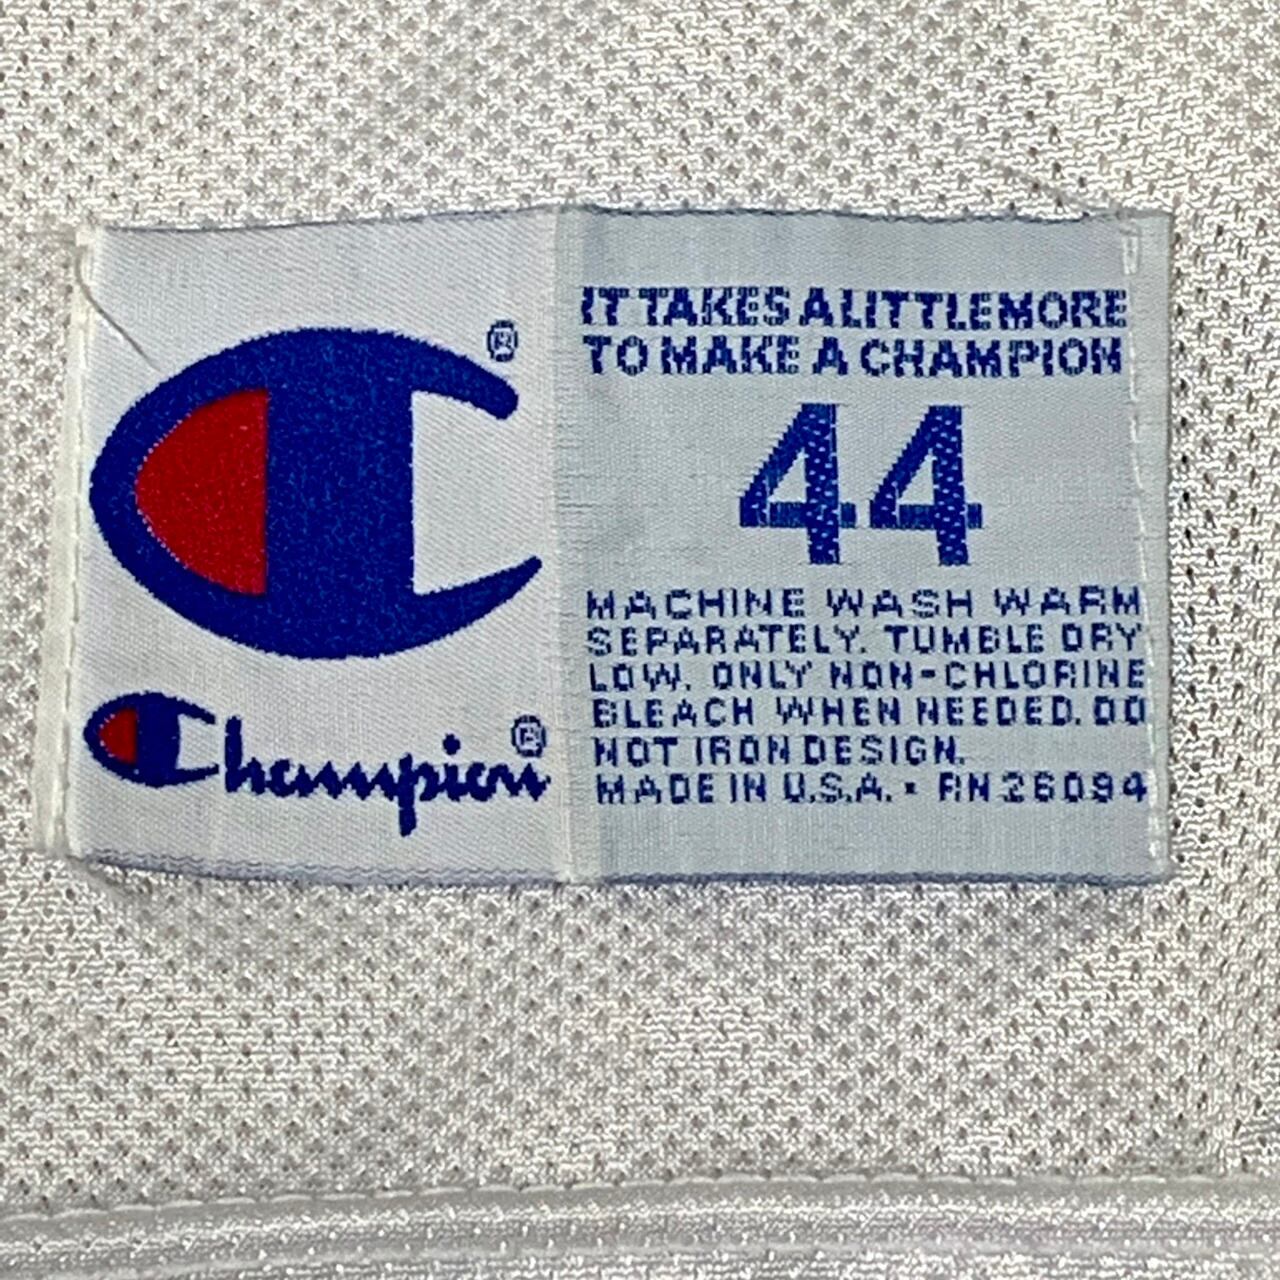 ®
Champion®
IT TAKES A LITTLE MORE
TO MAKE A CHAMPION
44
MACHINE WASH WARM
SEPARATELY. TUMBLE DRY
LOW. ONLY NON-CHLORINE
BLEACH WHEN NEEDED. DO
NOT IRON DESIGN.
MADE IN U.S.A. • RN 26094